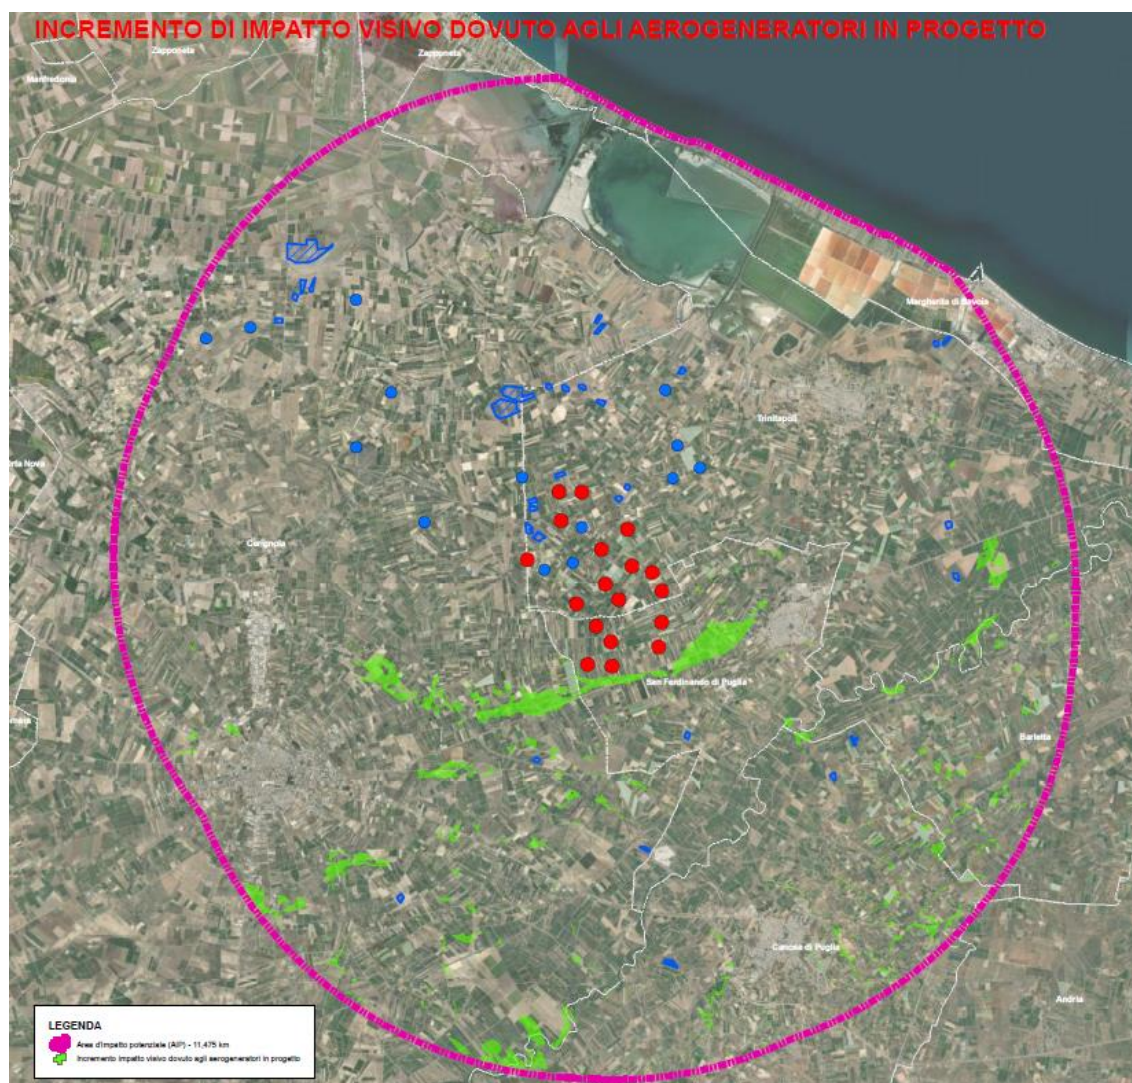 INCREMENTO DI IMPATTO VISIVO DOVUTO AGLI AEROGENERATORI IN PROGETTO
Zapponeta
Zapponeta
Manfredonia
Margherita di Savoia
Trinitapoli
Cerignola
San Ferdinando di Puglia
Barletta
Canosa di Puglia
Andria
LEGENDA
Area d'impatto potenziale (AIP) - 11,475 km
Incremento impatto visivo dovuto agli aerogeneratori in progetto